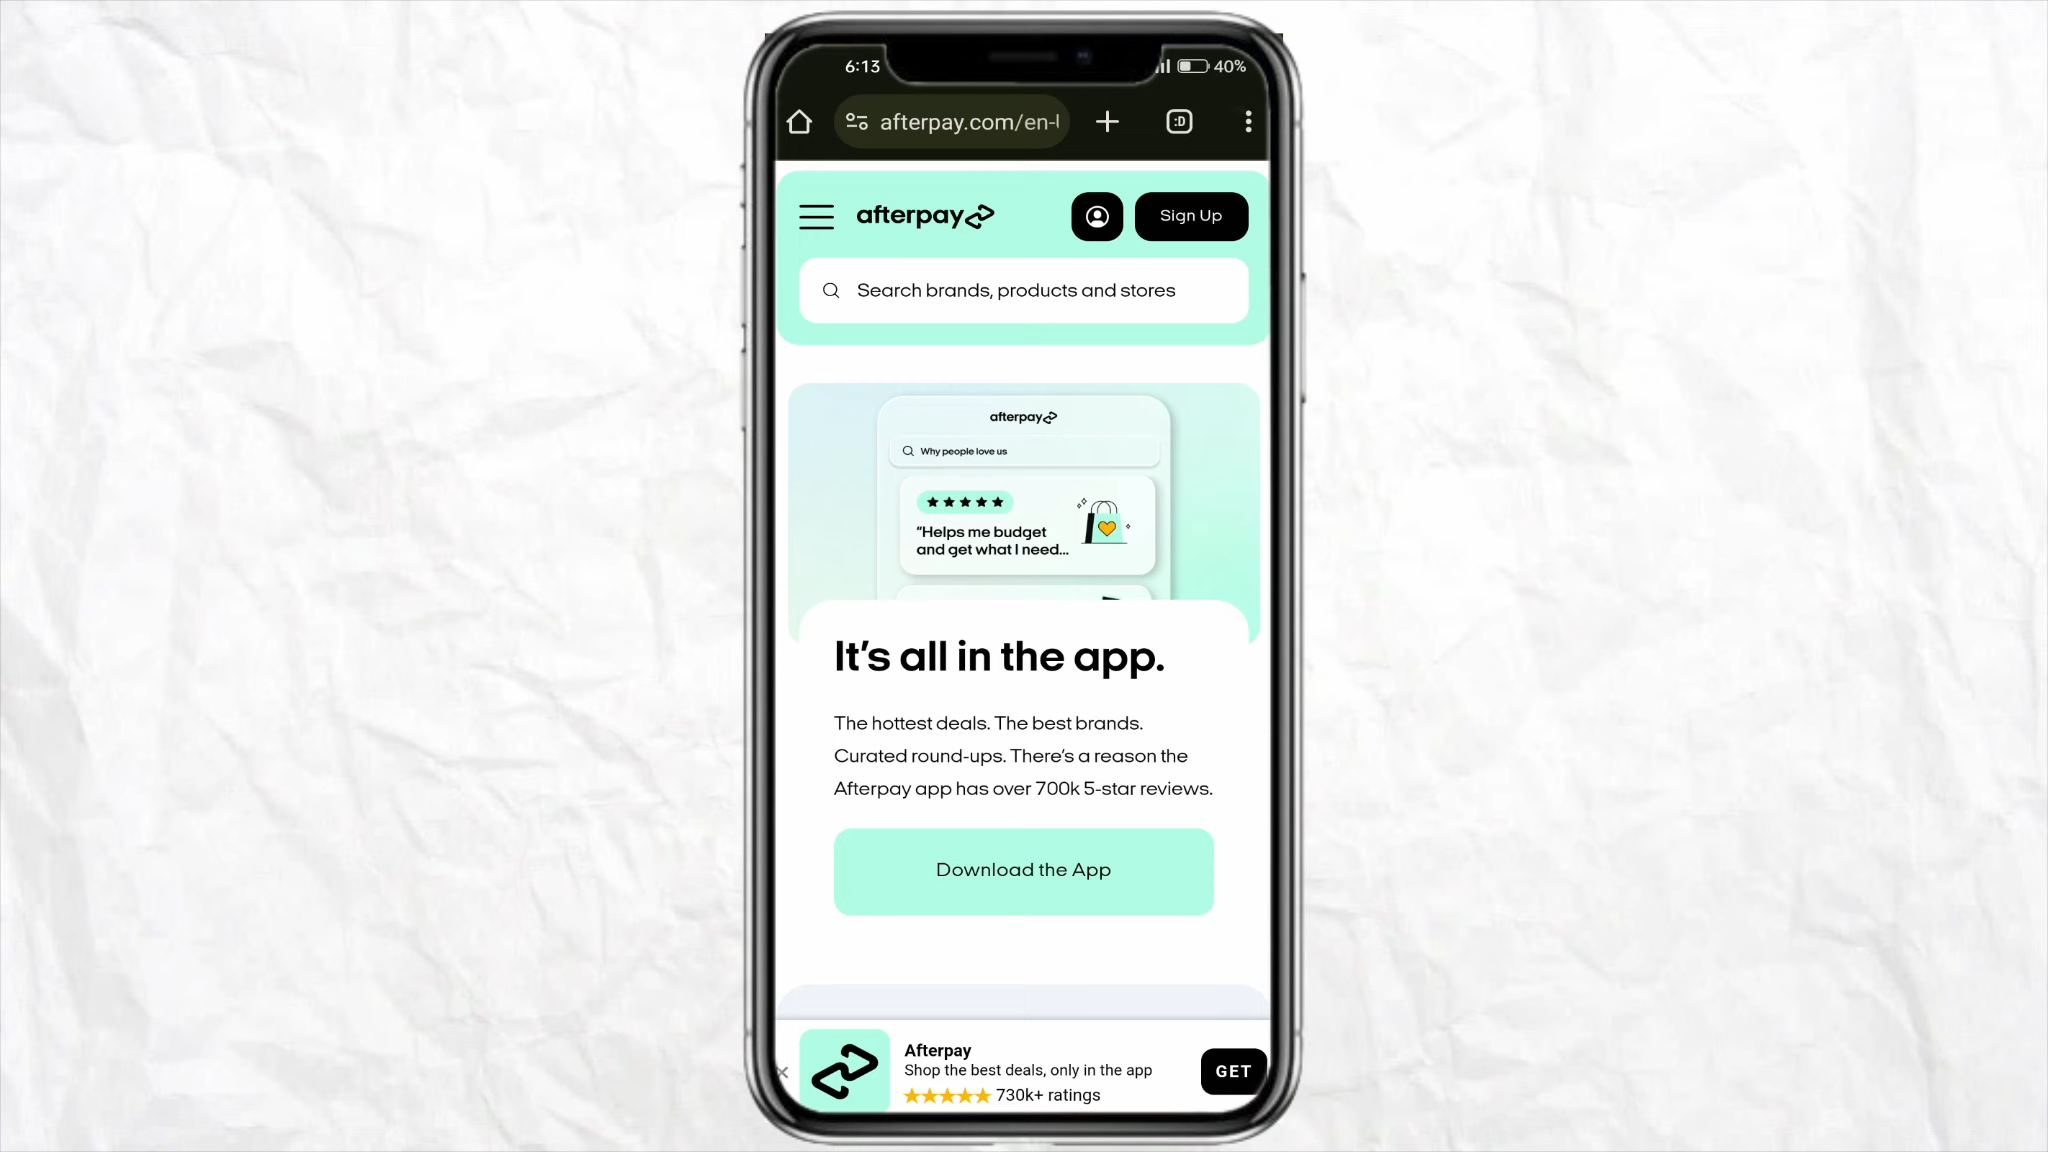 6:13
40%
afterpay.com/en-
:D
afterpay
Sign Up
Search brands, products and stores
afterpay
Why people love us
“Helps me budget
and get what I need...
It’s all in the app.
The hottest deals. The best brands.
Curated round-ups. There’s a reason the
Afterpay app has over 700k 5-star reviews.
Download the App
Afterpay
Shop the best deals, only in the app
730k+ ratings
GET